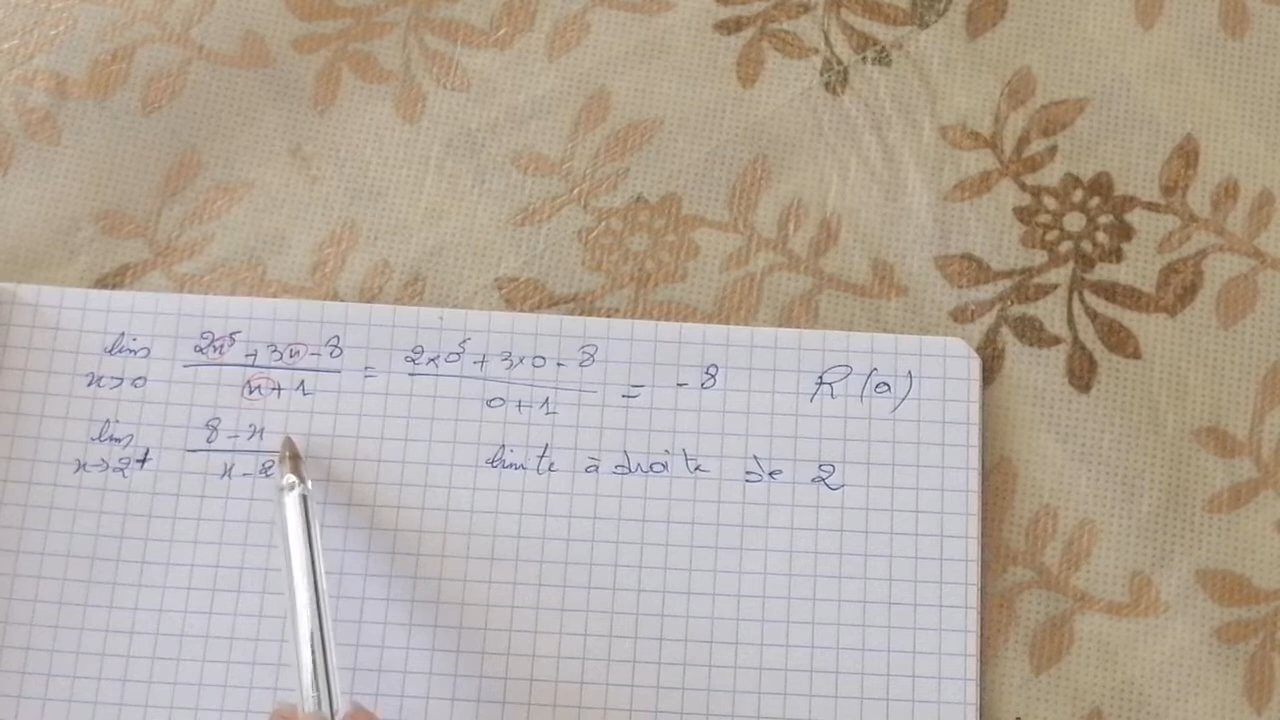 lim x→0 (2x⁵ + 3x - 8)/(x + 1) = (2×0⁵ + 3×0 - 8)/(0 + 1) = -8 R(a)
lim x→2⁺ (8 - x)/(x - 2) limite à droite de 2